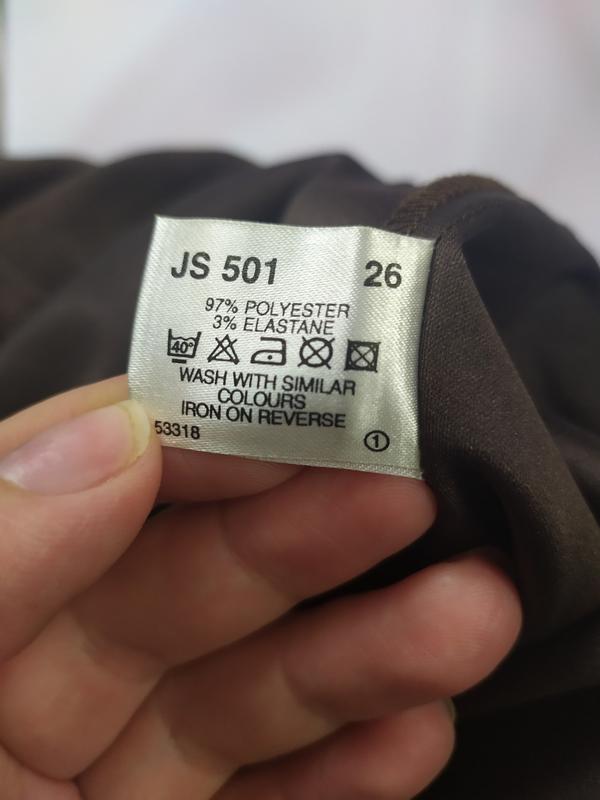 JS 501 26
97% POLYESTER
3% ELASTANE
40°
WASH WITH SIMILAR
COLOURS
IRON ON REVERSE
53318 1